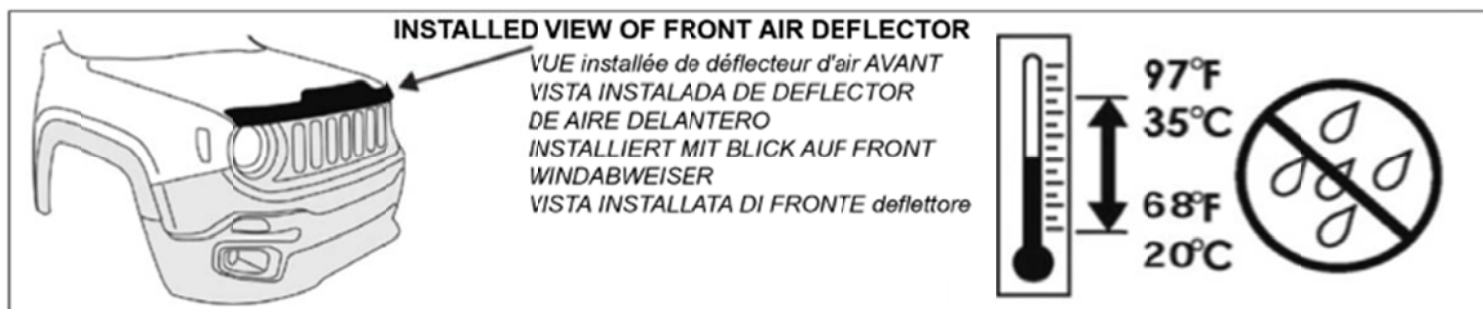 INSTALLED VIEW OF FRONT AIR DEFLECTOR
VUE installée de déflecteur d'air AVANT
VISTA INSTALADA DE DEFLECTOR
DE AIRE DELANTERO
INSTALLIERT MIT BLICK AUF FRONT
WINDABWEISER
VISTA INSTALLATA DI FRONTE deflettore
97°F
35°C
68°F
20°C